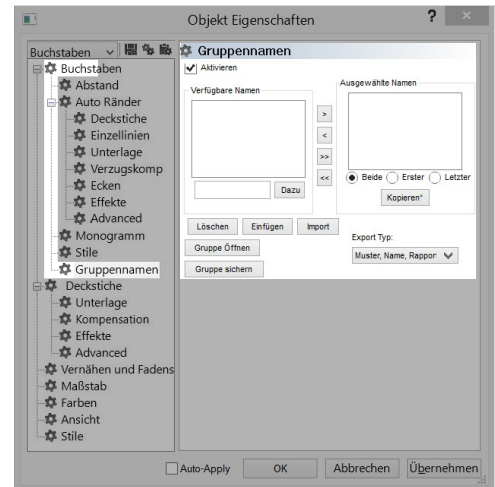 Objekt Eigenschaften
?
Buchstaben
Buchstaben
Abstand
Auto Ränder
Deckstiche
Einzellinien
Unterlage
Verzugskomp
Ecken
Effekte
Advanced
Monogramm
Stile
Gruppennamen
Deckstiche
Unterlage
Kompensation
Effekte
Advanced
Vernähen und Fadens
Maßstab
Farben
Ansicht
Stile
Gruppennamen
Aktivieren
Verfügbare Namen
Dazu
>
<
>>
<<
Ausgewählte Namen
Beide Erster Letzter
Kopieren"
Löschen Einfügen Import
Gruppe Öffnen
Gruppe sichern
Export Typ:
Muster, Name, Rappor
Auto-Apply OK Abbrechen Übernehmen